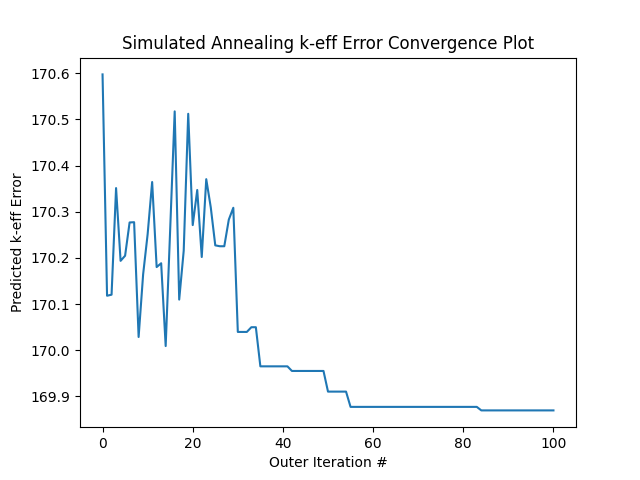 Simulated Annealing k-eff Error Convergence Plot
170.6
170.5
170.4
170.3
170.2
170.1
170.0
169.9
Predicted k-eff Error
0 20 40 60 80 100
Outer Iteration #